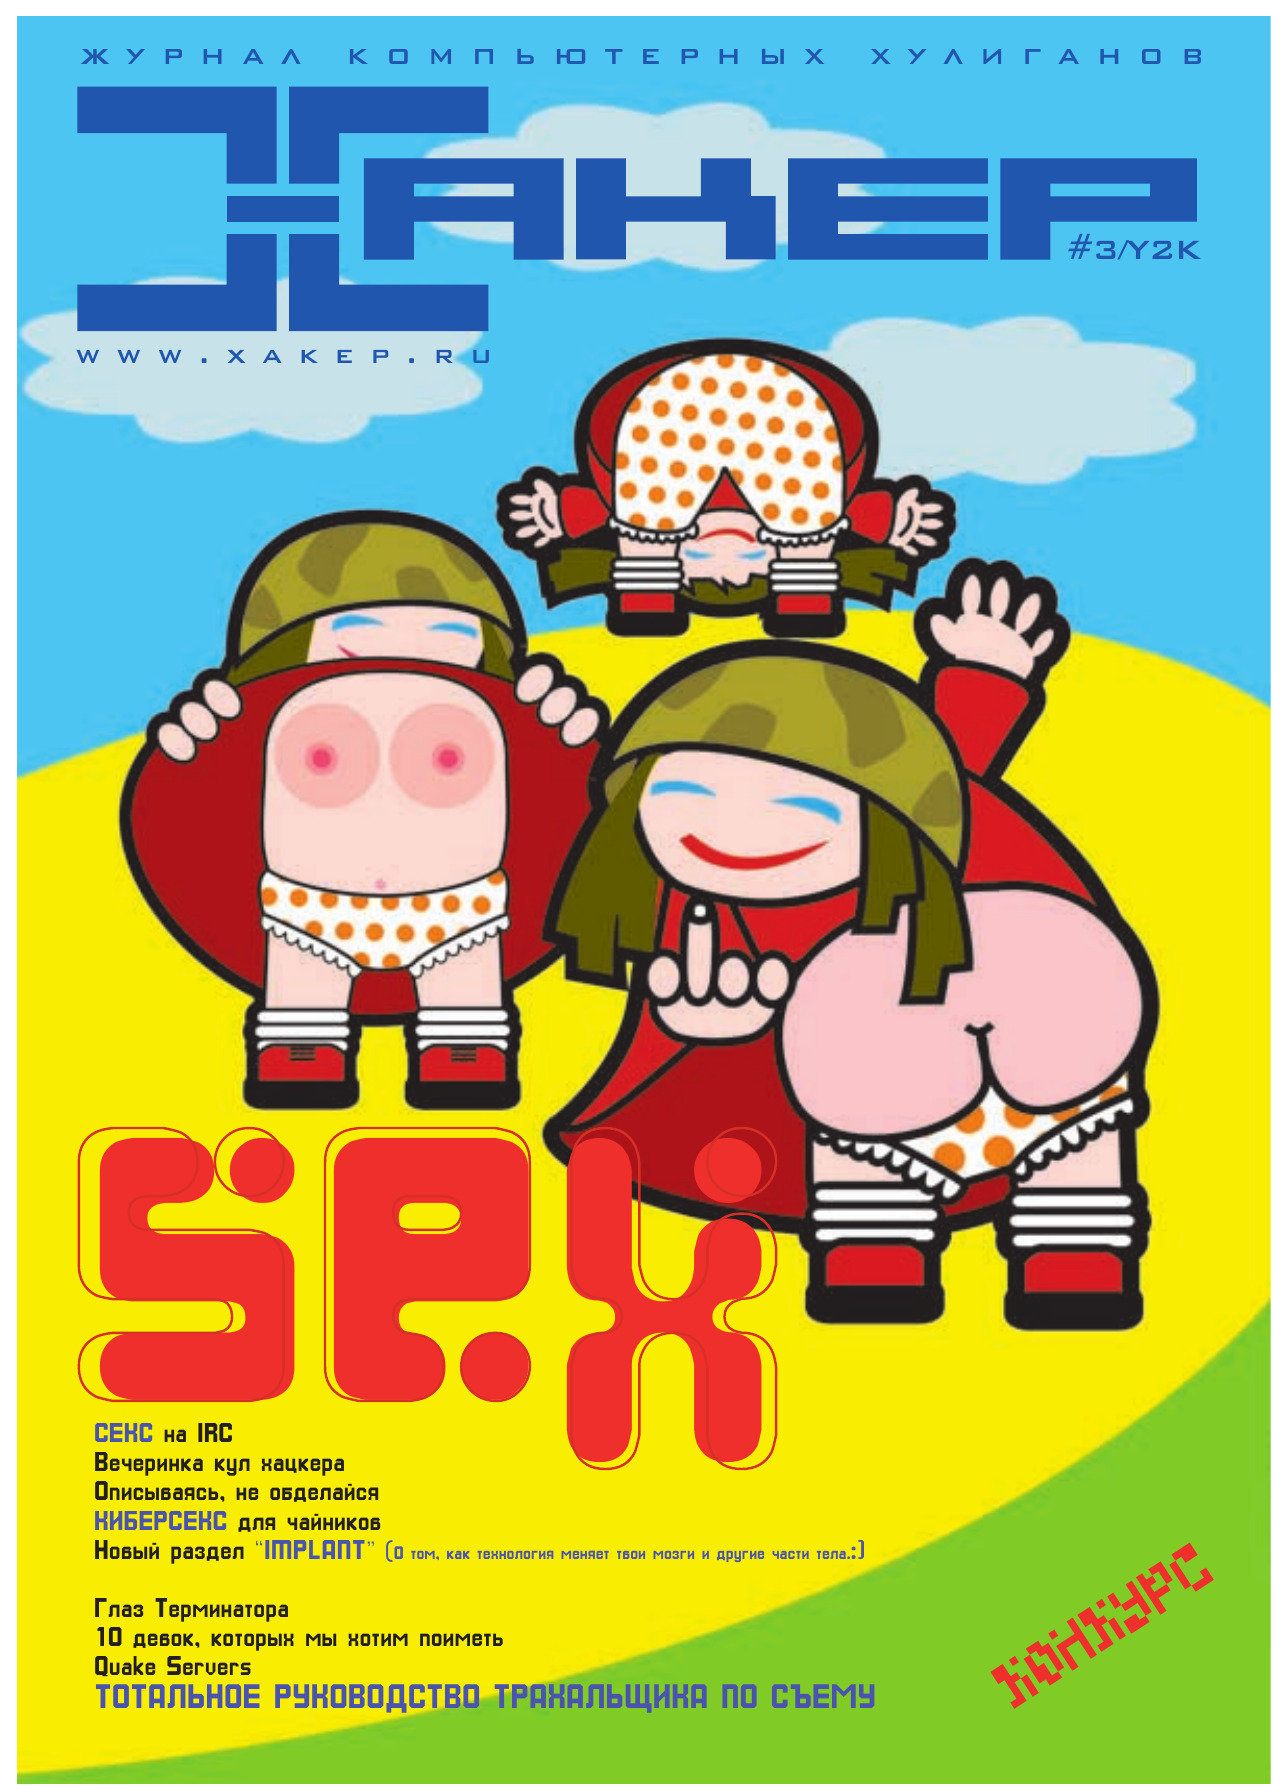 ЖУРНАЛ КОМПЬЮТЕРНЫХ ХУЛИГАНОВ
ХАКЕР
#3/Y2K
WWW.XAKEP.RU
sex
СЕКС на IRC
Вечеринка кул хацкера
Описываясь, не обделайся
КИБЕРСЕКС для чайников
Новый раздел “IMPLANT” (О том, как технология меняет твои мозги и другие части тела.:)
Глаз Терминатора
10 девок, которых мы хотим поиметь
Quake Servers
ТОТАЛЬНОЕ РУКОВОДСТВО ТРАХАЛЬЩИКА ПО СЪЕМУ
КОНКУРС